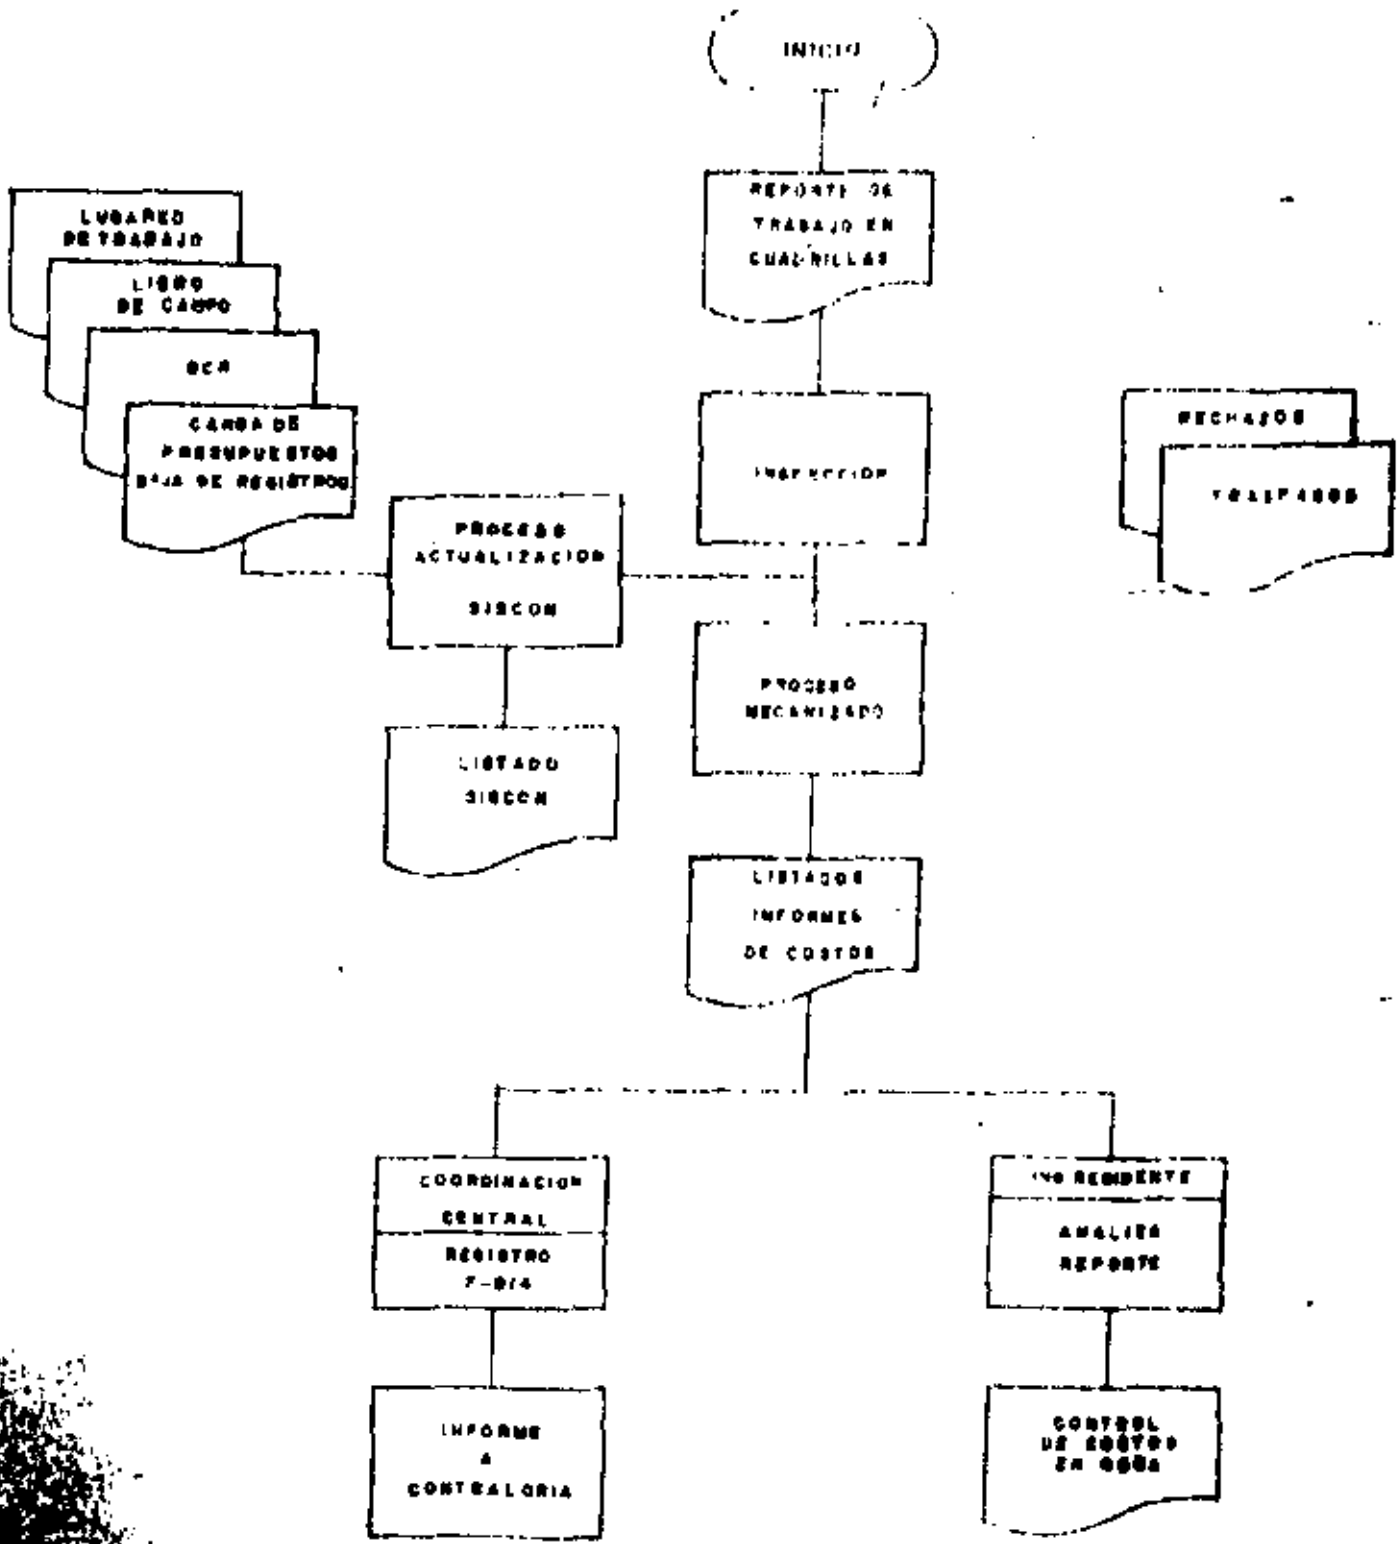 INICIO
REPORTE DE
TRABAJO EN
CUADRILLAS
LUGARES
DE TRABAJO
LIBRO
DE CAMPO
CARGA DE
PRESUPUESTOS
BAJA DE REGISTROS
INSPECCION
RECHAZOS
TRASPASOS
PROCESO
ACTUALIZACION
SISCON
PROCESO
MECANIZADO
LISTADO
SISCON
LISTADOS
INFORMES
DE COSTOS
COORDINACION
CENTRAL
REGISTRO
ING RESIDENTE
ANALIZA
REPORTE
INFORME
A
CONTRALORIA
CONTROL
DE COSTOS
EN